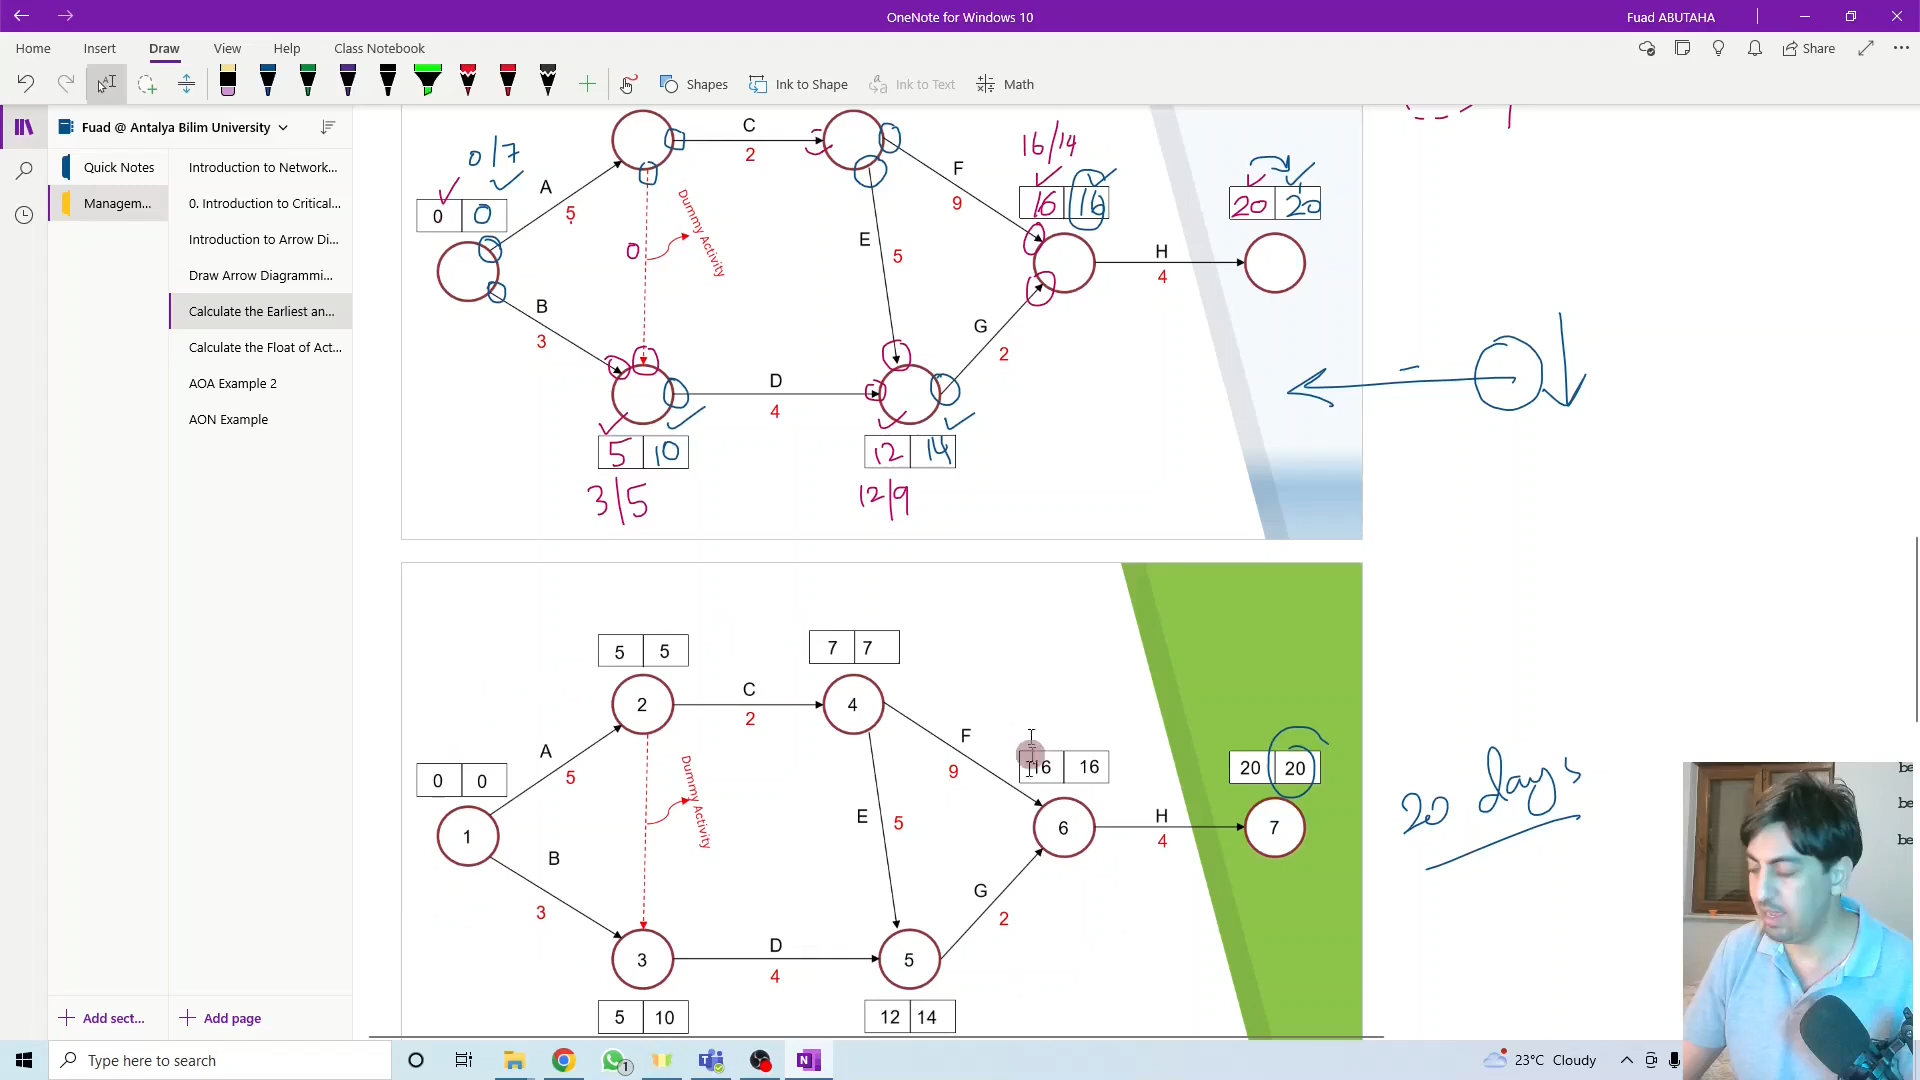 OneNote for Windows 10
Fuad ABUTAHA
Home Insert Draw View Help Class Notebook
Share
Shapes Ink to Shape Ink to Text Math
Fuad @ Antalya Bilim University
Quick Notes
Managem...
Introduction to Network...
0. Introduction to Critical...
Introduction to Arrow Di...
Draw Arrow Diagrammi...
Calculate the Earliest an...
Calculate the Float of Act...
AOA Example 2
AON Example
Add sect...
Add page
C
2
0/7
16/14
A
5
F
9
0 0
16 16
20 20
Dummy Activity
0
E
5
H
4
B
3
G
2
D
4
5 10
12 14
3/5
12/9
5 5
7 7
2
C
2
4
A
5
F
9
0 0
16 16
20 20
Dummy Activity
20 days
1
E
5
6
H
4
7
B
3
G
2
3
D
4
5
5 10
12 14
be
be
be
Type here to search
1
23°C Cloudy